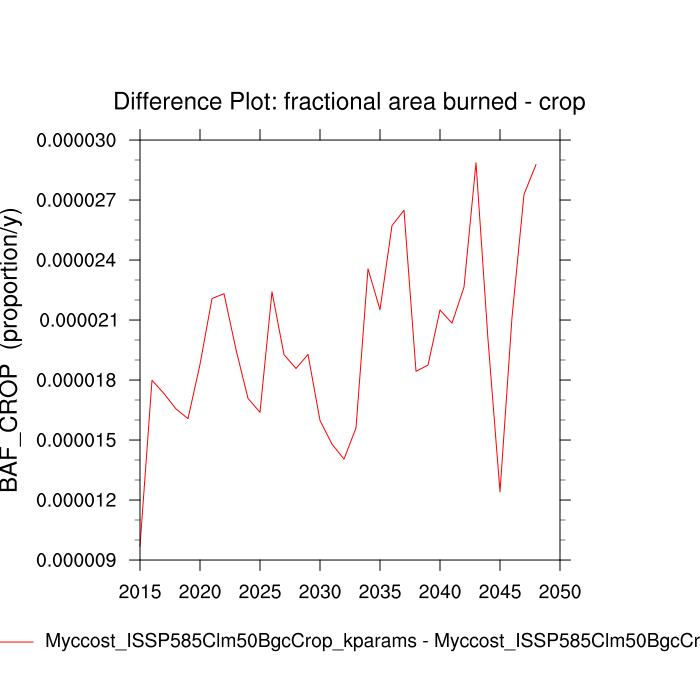 Difference Plot: fractional area burned - crop
0.000030
0.000027
0.000024
0.000021
0.000018
0.000015
0.000012
0.000009
BAF_CROP (proportion/y)
2015 2020 2025 2030 2035 2040 2045 2050
Myccost_ISSP585Clm50BgcCrop_kparams - Myccost_ISSP585Clm50BgcCr